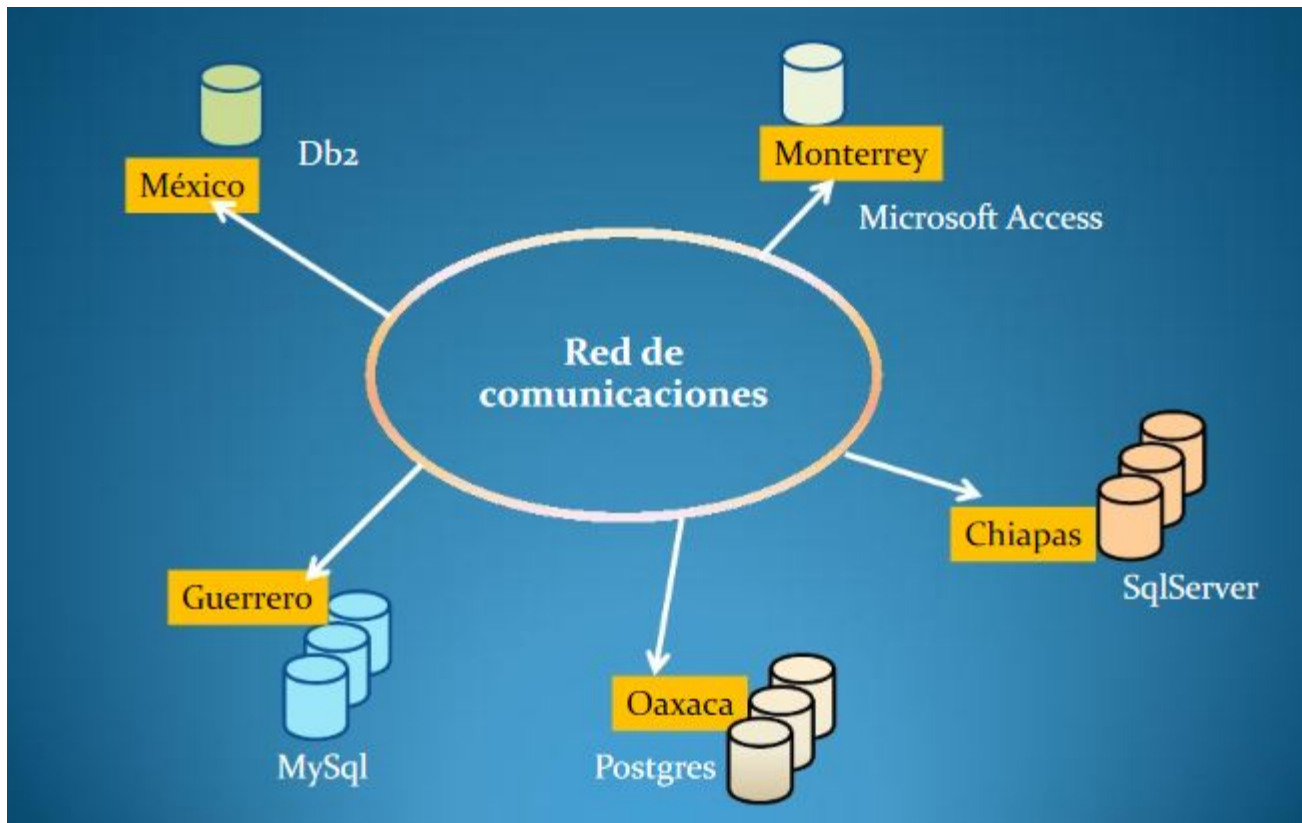 Db2
México
Monterrey
Microsoft Access
Red de
comunicaciones
Chiapas
SqlServer
Guerrero
MySql
Oaxaca
Postgres